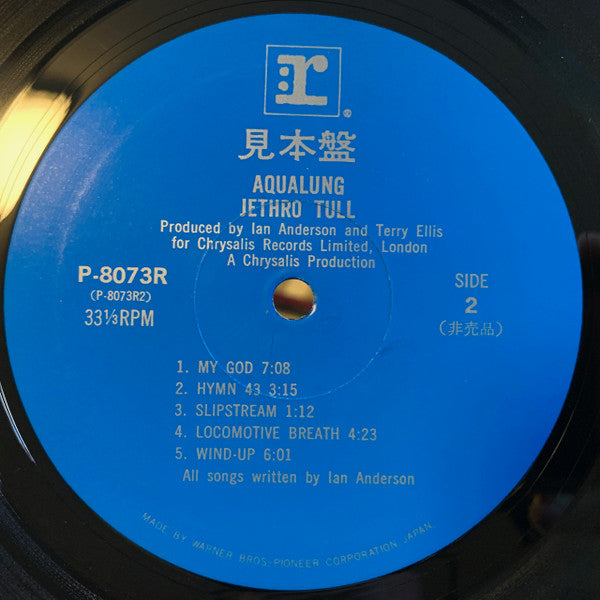 r
®
見本盤
AQUALUNG
JETHRO TULL
Produced by Ian Anderson and Terry Ellis
for Chrysalis Records Limited, London
A Chrysalis Production
P-8073R
(P-8073R2)
33⅓RPM
SIDE
2
(非売品)
1. MY GOD 7:08
2. HYMN 43 3:15
3. SLIPSTREAM 1:12
4. LOCOMOTIVE BREATH 4:23
5. WIND-UP 6:01
All songs written by Ian Anderson
MADE BY WARNER BROS.-PIONEER CORPORATION, JAPAN.